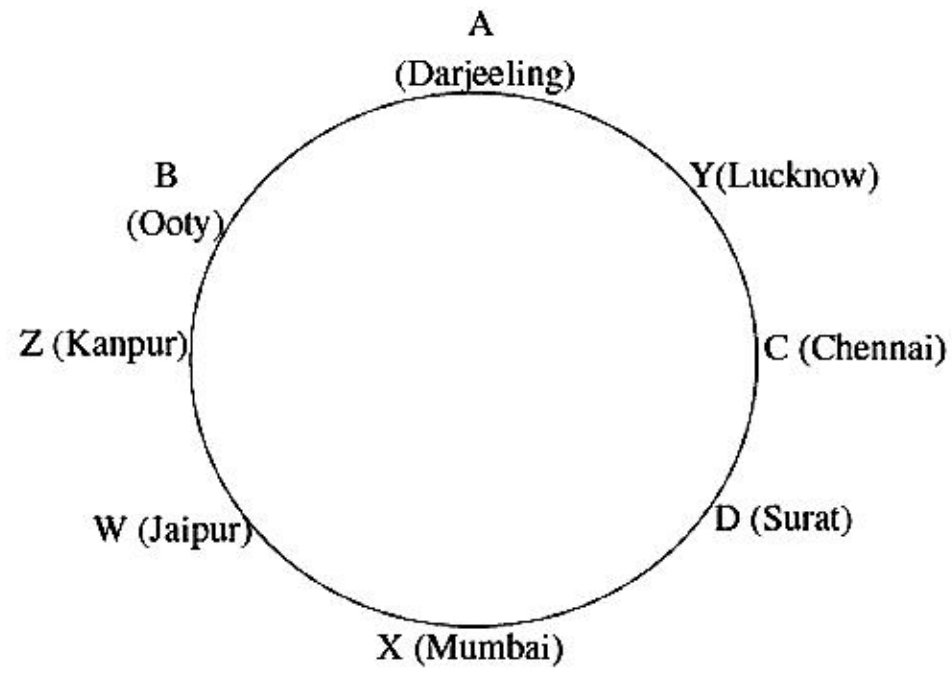 A
(Darjeeling)
B
(Ooty)
Y(Lucknow)
Z (Kanpur)
C (Chennai)
W (Jaipur)
D (Surat)
X (Mumbai)